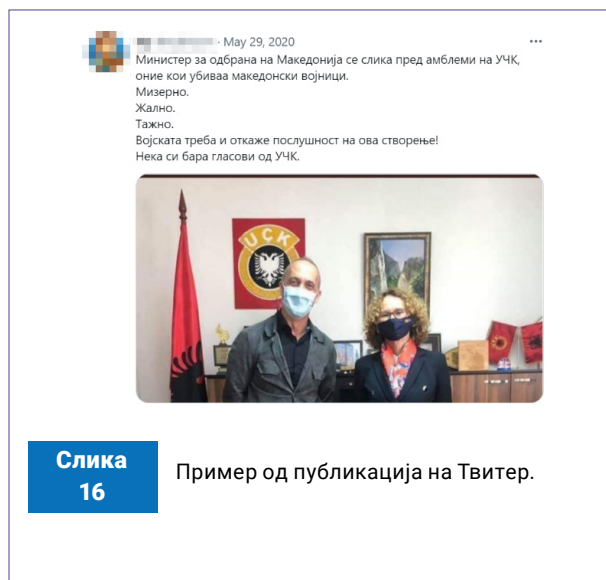 · May 29, 2020
Министер за одбрана на Македонија се слика пред амблеми на УЧК,
оние кои убиваа македонски војници.
Мизерно.
Жално.
Тажно.
Војската треба и откаже послушност на ова створење!
Нека си бара гласови од УЧК.
UÇK
Слика
16
Пример од публикација на Твитер.